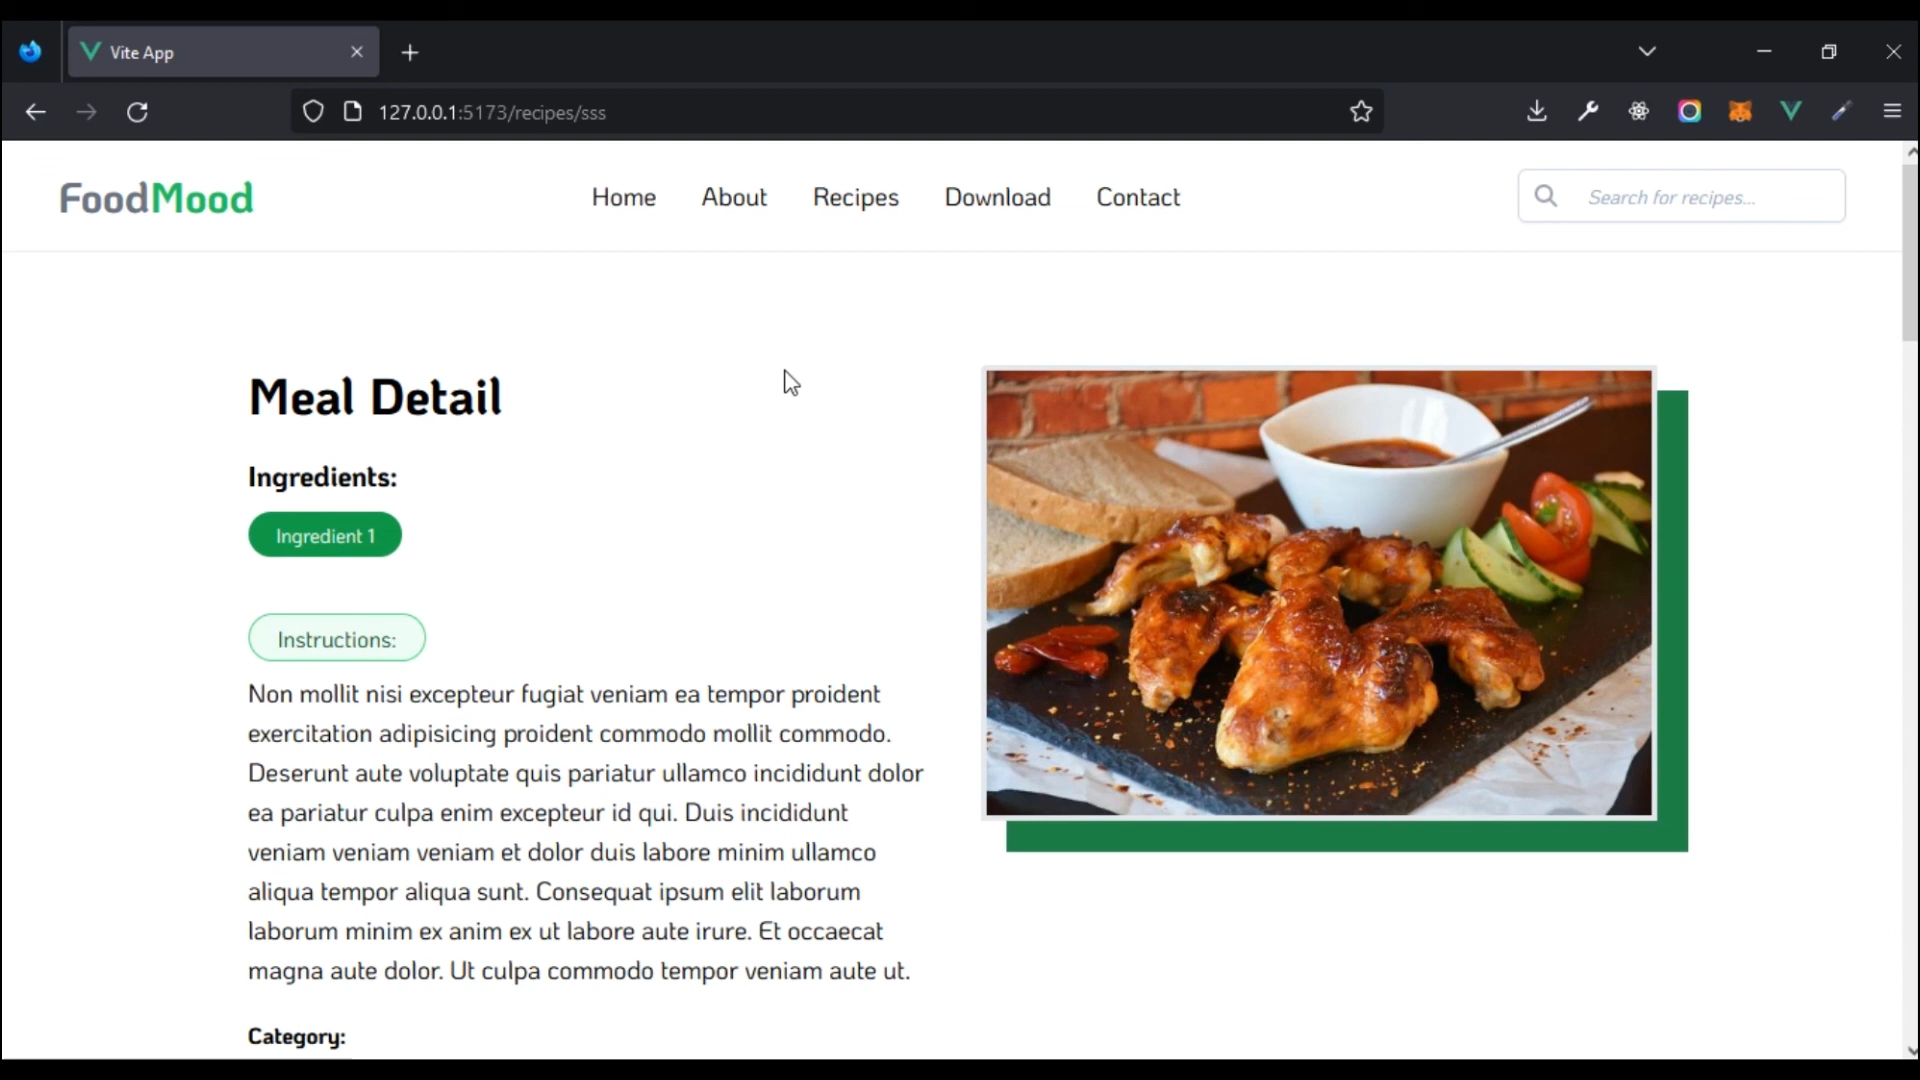 Vite App
127.0.0.1:5173/recipes/sss
FoodMood
Home About Recipes Download Contact
Search for recipes...
Meal Detail
Ingredients:
Ingredient 1
Instructions:
Non mollit nisi excepteur fugiat veniam ea tempor proident
exercitation adipisicing proident commodo mollit commodo.
Deserunt aute voluptate quis pariatur ullamco incididunt dolor
ea pariatur culpa enim excepteur id qui. Duis incididunt
veniam veniam veniam et dolor duis labore minim ullamco
aliqua tempor aliqua sunt. Consequat ipsum elit laborum
laborum minim ex anim ex ut labore aute irure. Et occaecat
magna aute dolor. Ut culpa commodo tempor veniam aute ut.
Category: